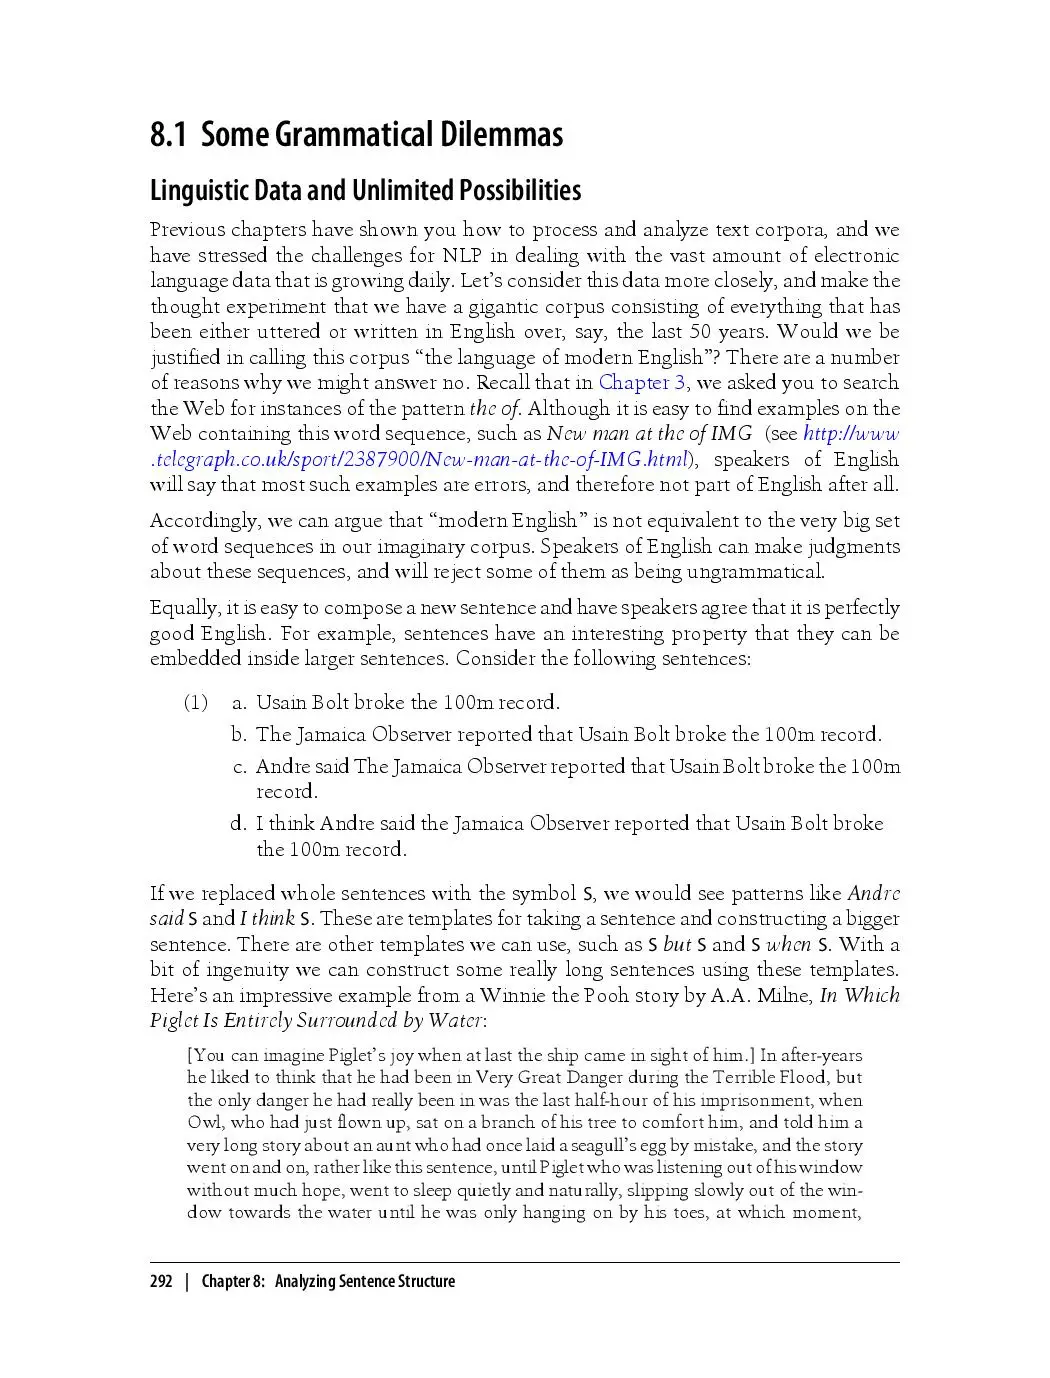 8.1 Some Grammatical Dilemmas
Linguistic Data and Unlimited Possibilities
Previous chapters have shown you how to process and analyze text corpora, and we
have stressed the challenges for NLP in dealing with the vast amount of electronic
language data that is growing daily. Let’s consider this data more closely, and make the
thought experiment that we have a gigantic corpus consisting of everything that has
been either uttered or written in English over, say, the last 50 years. Would we be
justified in calling this corpus “the language of modern English”? There are a number
of reasons why we might answer no. Recall that in Chapter 3, we asked you to search
the Web for instances of the pattern the of. Although it is easy to find examples on the
Web containing this word sequence, such as New man at the of IMG (see http://www
.telegraph.co.uk/sport/2387900/New-man-at-the-of-IMG.html), speakers of English
will say that most such examples are errors, and therefore not part of English after all.
Accordingly, we can argue that “modern English” is not equivalent to the very big set
of word sequences in our imaginary corpus. Speakers of English can make judgments
about these sequences, and will reject some of them as being ungrammatical.
Equally, it is easy to compose a new sentence and have speakers agree that it is perfectly
good English. For example, sentences have an interesting property that they can be
embedded inside larger sentences. Consider the following sentences:
(1) a. Usain Bolt broke the 100m record.
b. The Jamaica Observer reported that Usain Bolt broke the 100m record.
c. Andre said The Jamaica Observer reported that Usain Bolt broke the 100m
record.
d. I think Andre said the Jamaica Observer reported that Usain Bolt broke
the 100m record.
If we replaced whole sentences with the symbol S, we would see patterns like Andre
said S and I think S. These are templates for taking a sentence and constructing a bigger
sentence. There are other templates we can use, such as S but S and S when S. With a
bit of ingenuity we can construct some really long sentences using these templates.
Here’s an impressive example from a Winnie the Pooh story by A.A. Milne, In Which
Piglet Is Entirely Surrounded by Water:
[You can imagine Piglet’s joy when at last the ship came in sight of him.] In after-years
he liked to think that he had been in Very Great Danger during the Terrible Flood, but
the only danger he had really been in was the last half-hour of his imprisonment, when
Owl, who had just flown up, sat on a branch of his tree to comfort him, and told him a
very long story about an aunt who had once laid a seagull’s egg by mistake, and the story
went on and on, rather like this sentence, until Piglet who was listening out of his window
without much hope, went to sleep quietly and naturally, slipping slowly out of the win-
dow towards the water until he was only hanging on by his toes, at which moment,
292 | Chapter 8: Analyzing Sentence Structure